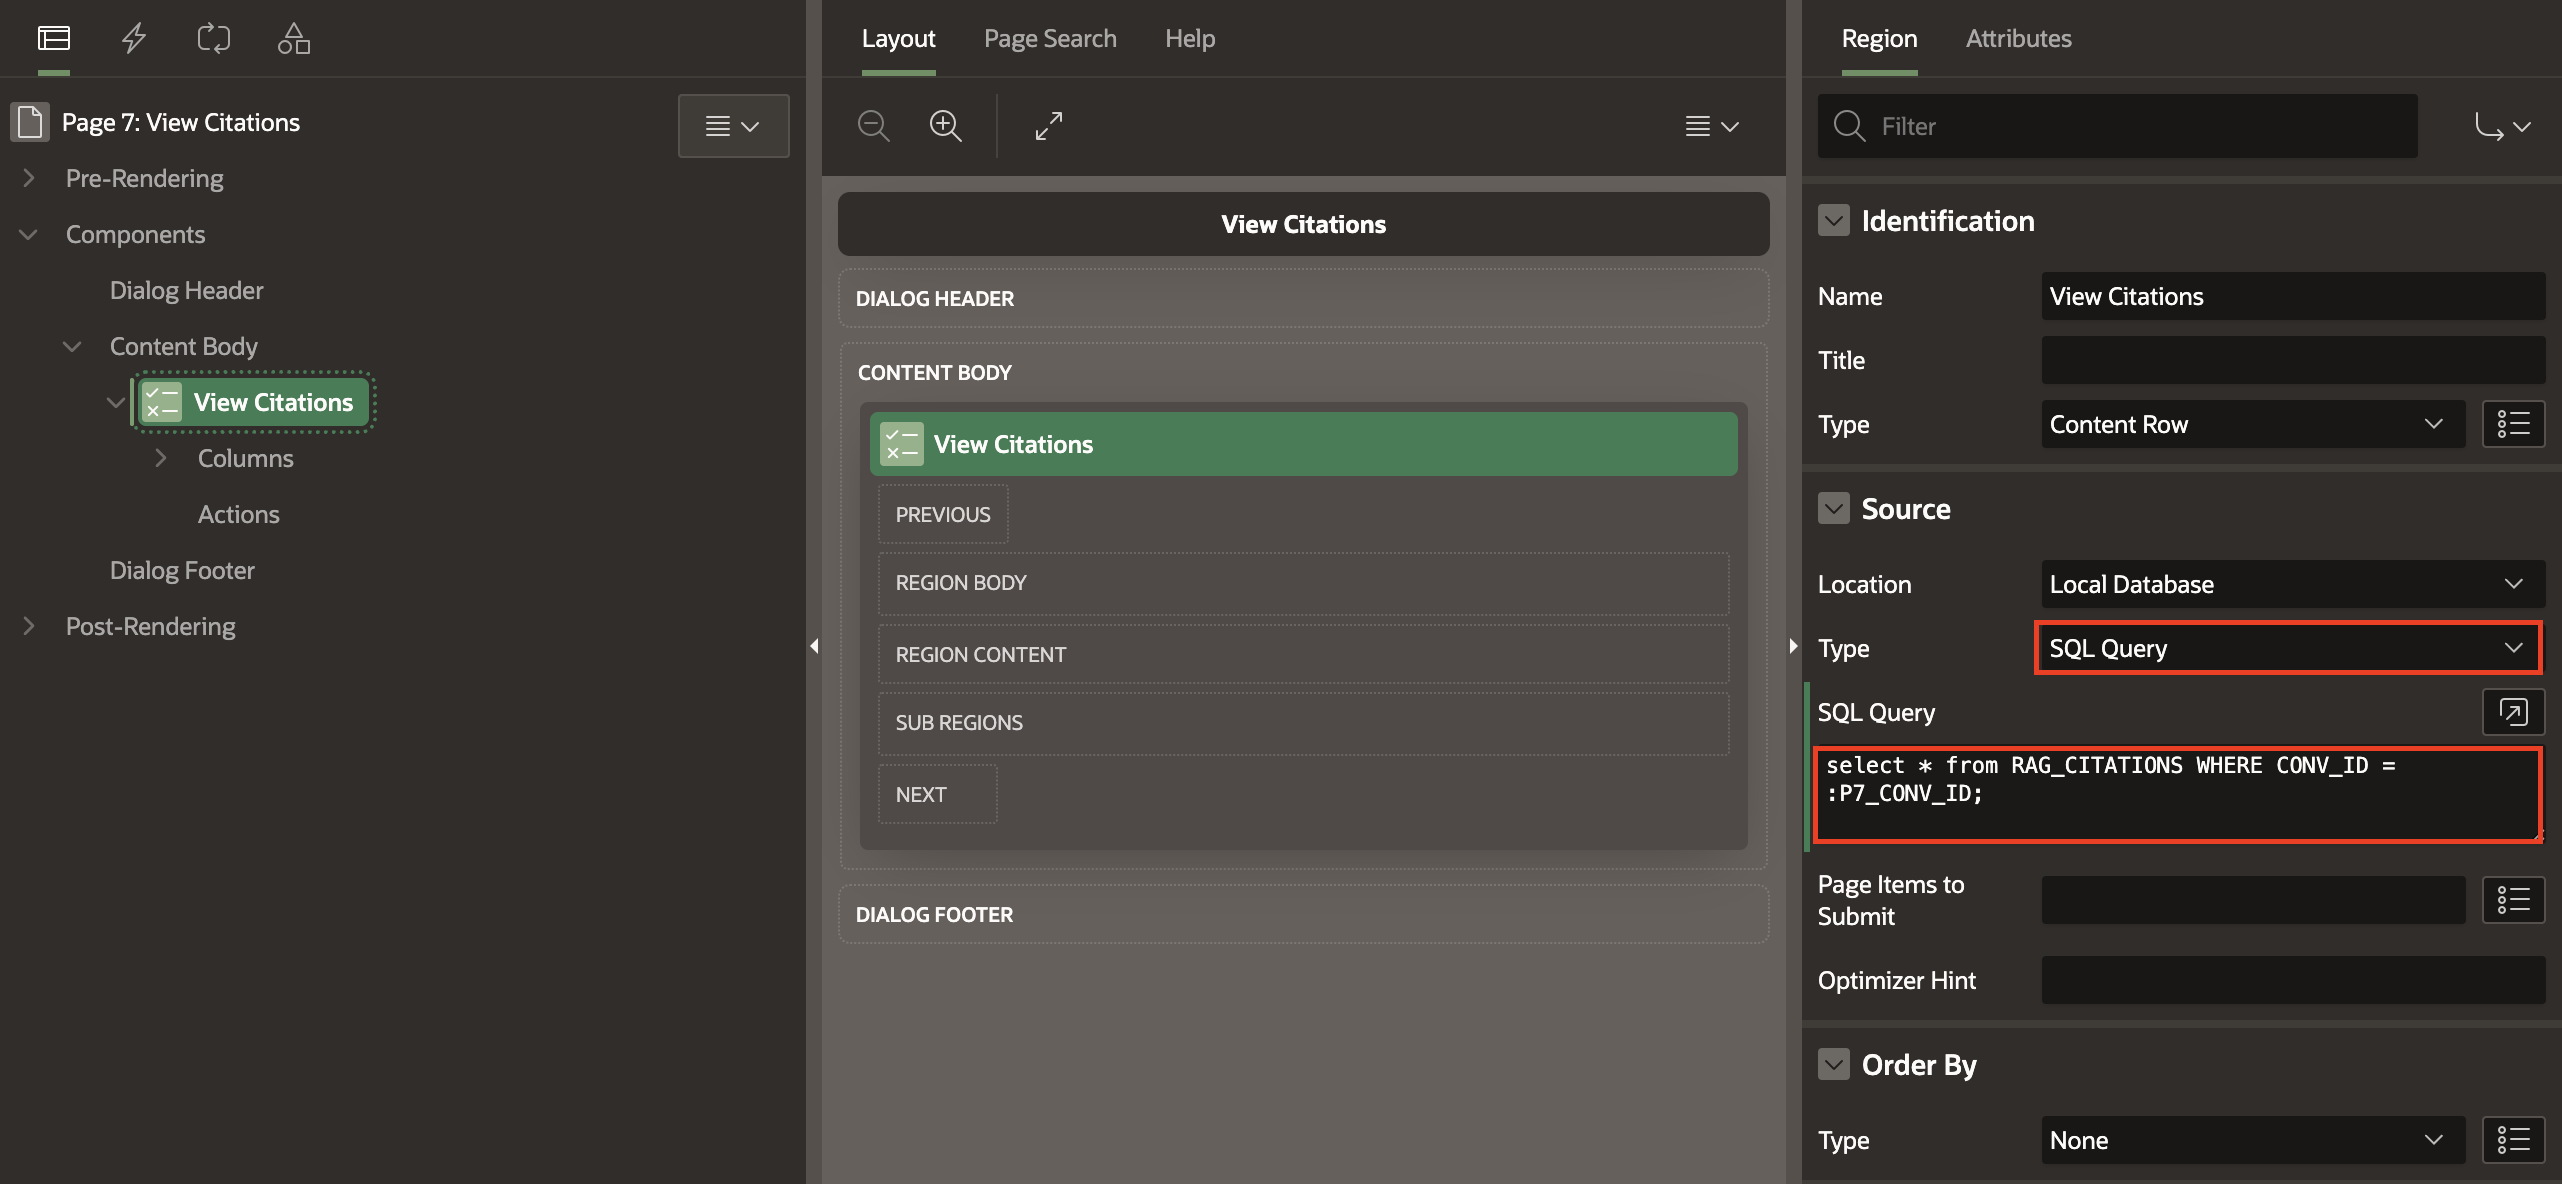 Page 7: View Citations
Pre-Rendering
Components
Dialog Header
Content Body
View Citations
Columns
Actions
Dialog Footer
Post-Rendering
Layout
Page Search
Help
View Citations
DIALOG HEADER
CONTENT BODY
View Citations
PREVIOUS
REGION BODY
REGION CONTENT
SUB REGIONS
NEXT
DIALOG FOOTER
Region
Attributes
Filter
Identification
Name
View Citations
Title
Type
Content Row
Source
Location
Local Database
Type
SQL Query
SQL Query
select * from RAG_CITATIONS WHERE CONV_ID =
:P7_CONV_ID;
Page Items to
Submit
Optimizer Hint
Order By
Type
None